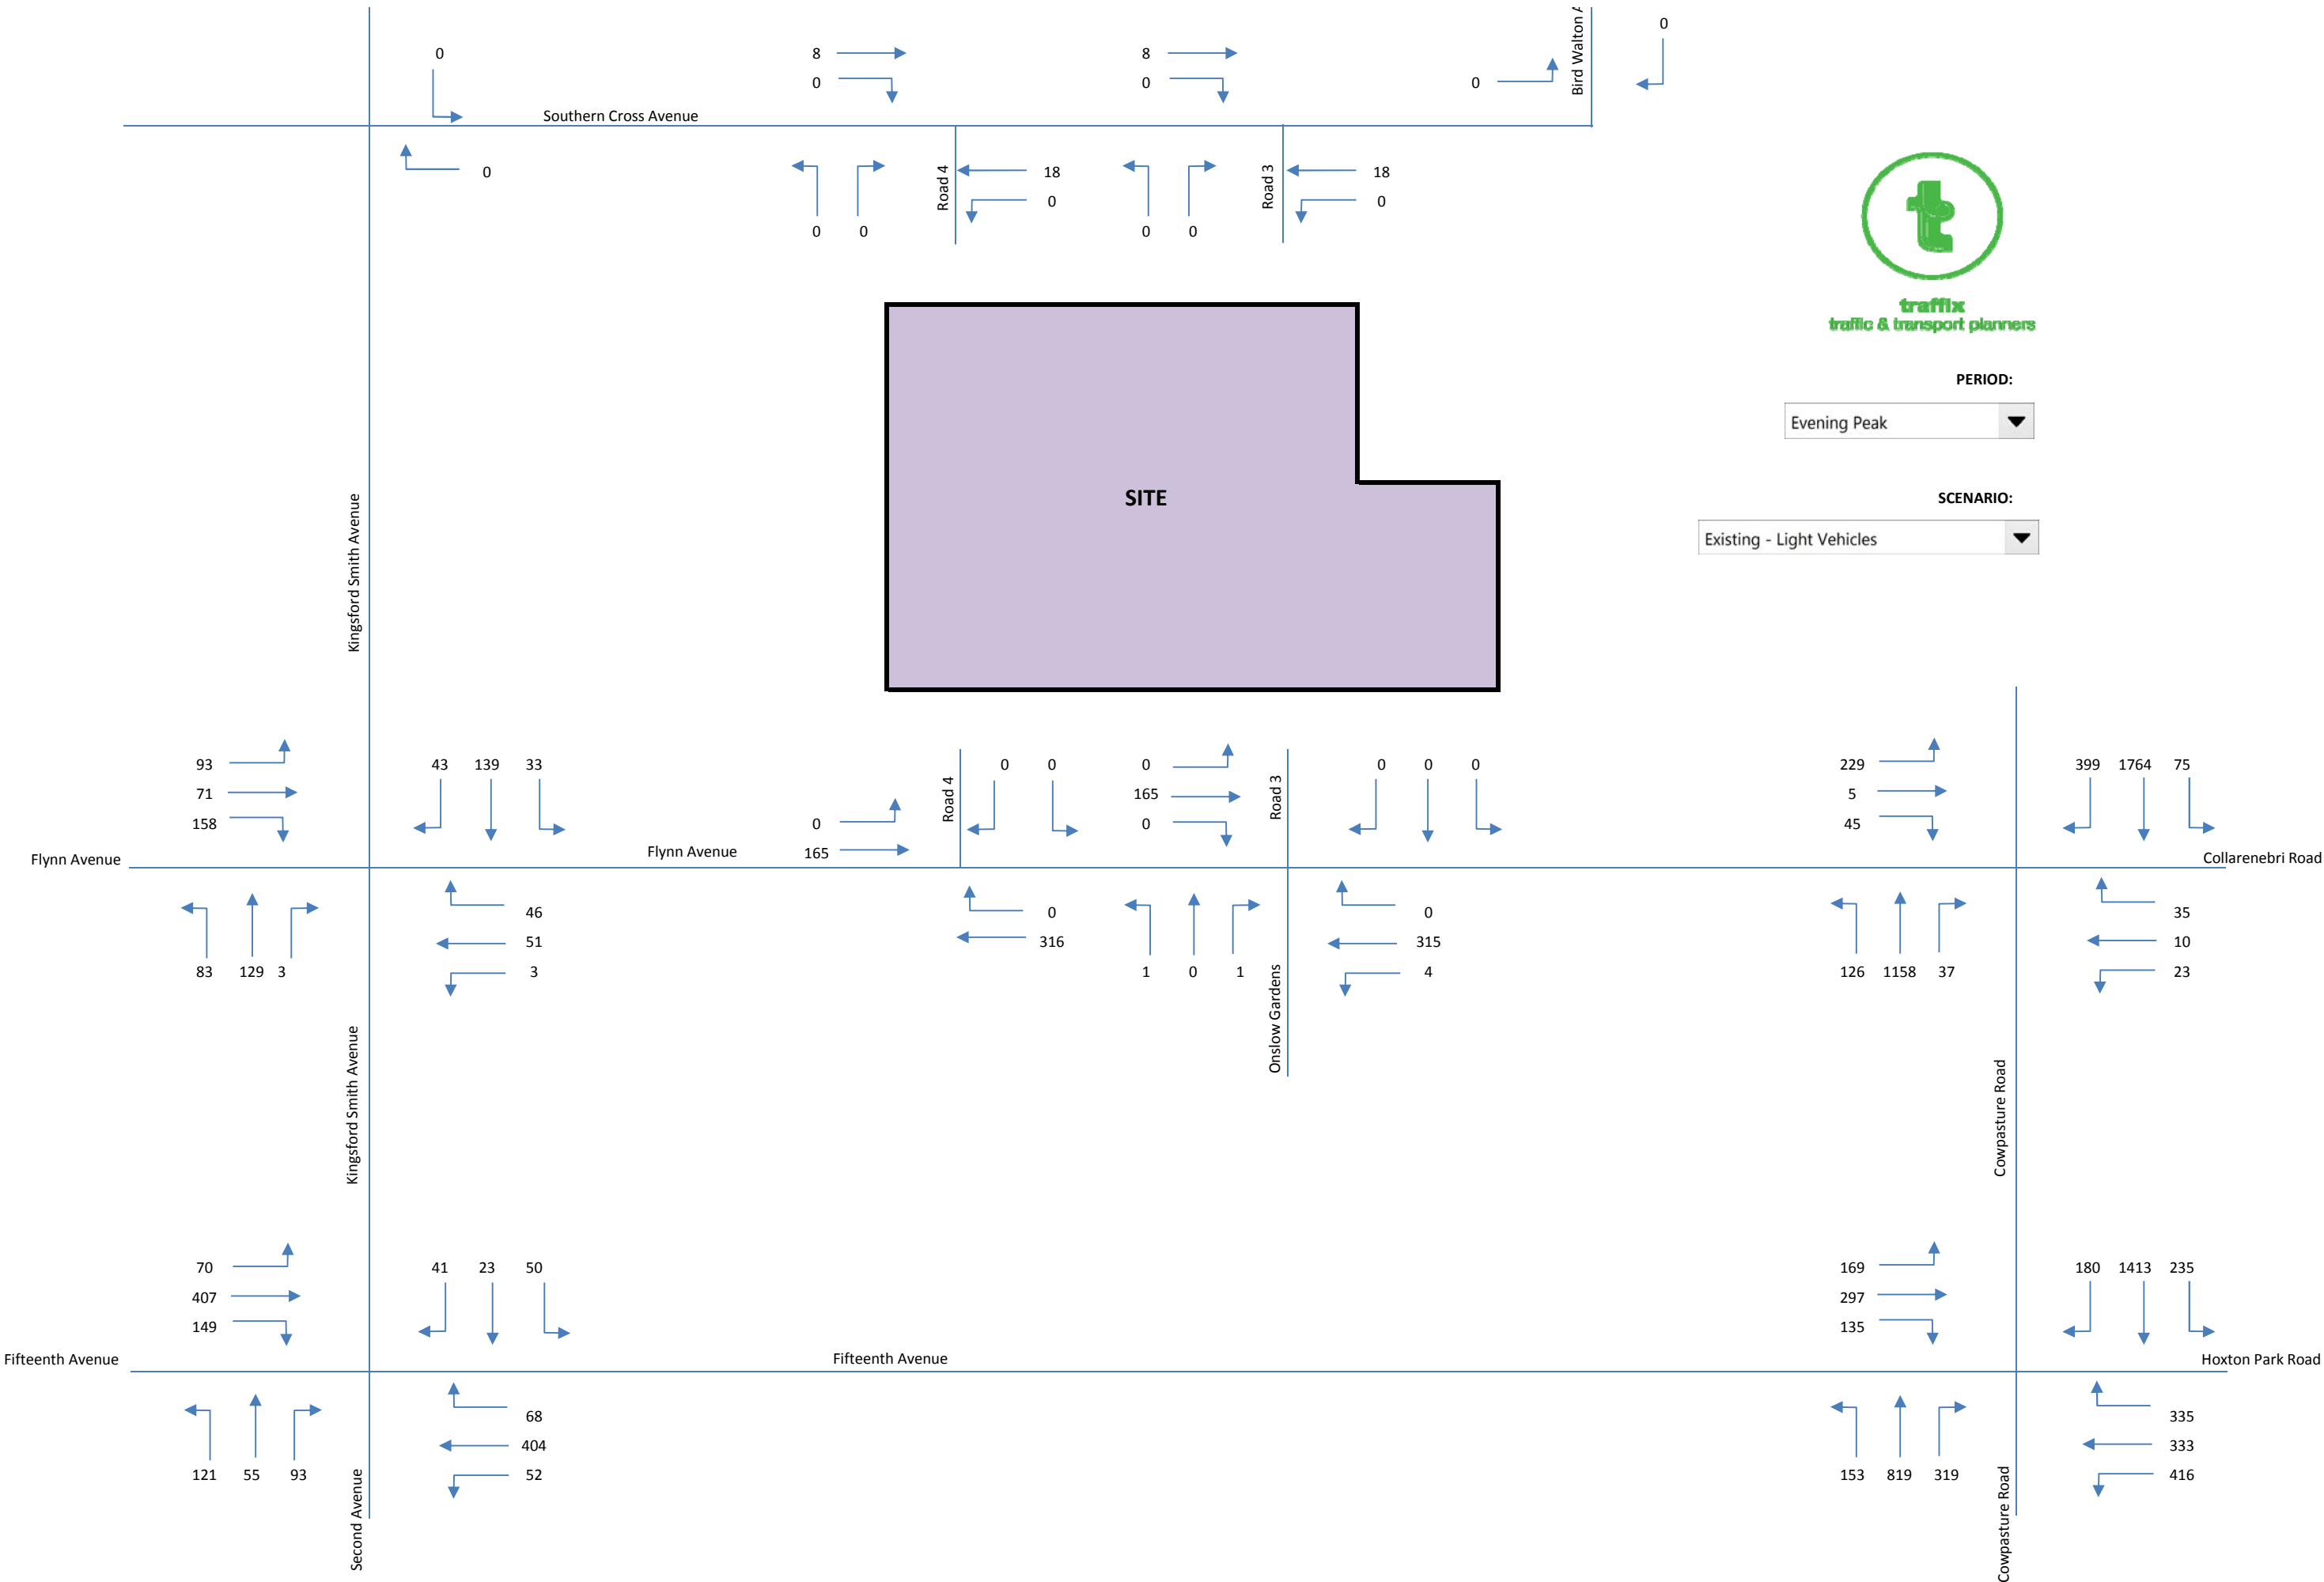 0
8
8
0
0
0
0
Bird Walton A
Southern Cross Avenue
0
Road 4
18
0
0
0
Road 3
18
0
0
0
traffix
traffic & transport planners
PERIOD:
Evening Peak
SCENARIO:
Existing - Light Vehicles
SITE
Kingsford Smith Avenue
93
71
158
43 139 33
Flynn Avenue
Flynn Avenue
0
165
Road 4
0 0
0
165
0
Road 3
0 0 0
229
5
45
399 1764 75
Collarenebri Road
83 129 3
46
51
3
0
316
1 0 1
Onslow Gardens
0
315
4
126 1158 37
35
10
23
Kingsford Smith Avenue
Cowpasture Road
70
407
149
41 23 50
169
297
135
180 1413 235
Fifteenth Avenue
Fifteenth Avenue
Hoxton Park Road
121 55 93
68
404
52
153 819 319
335
333
416
Second Avenue
Cowpasture Road